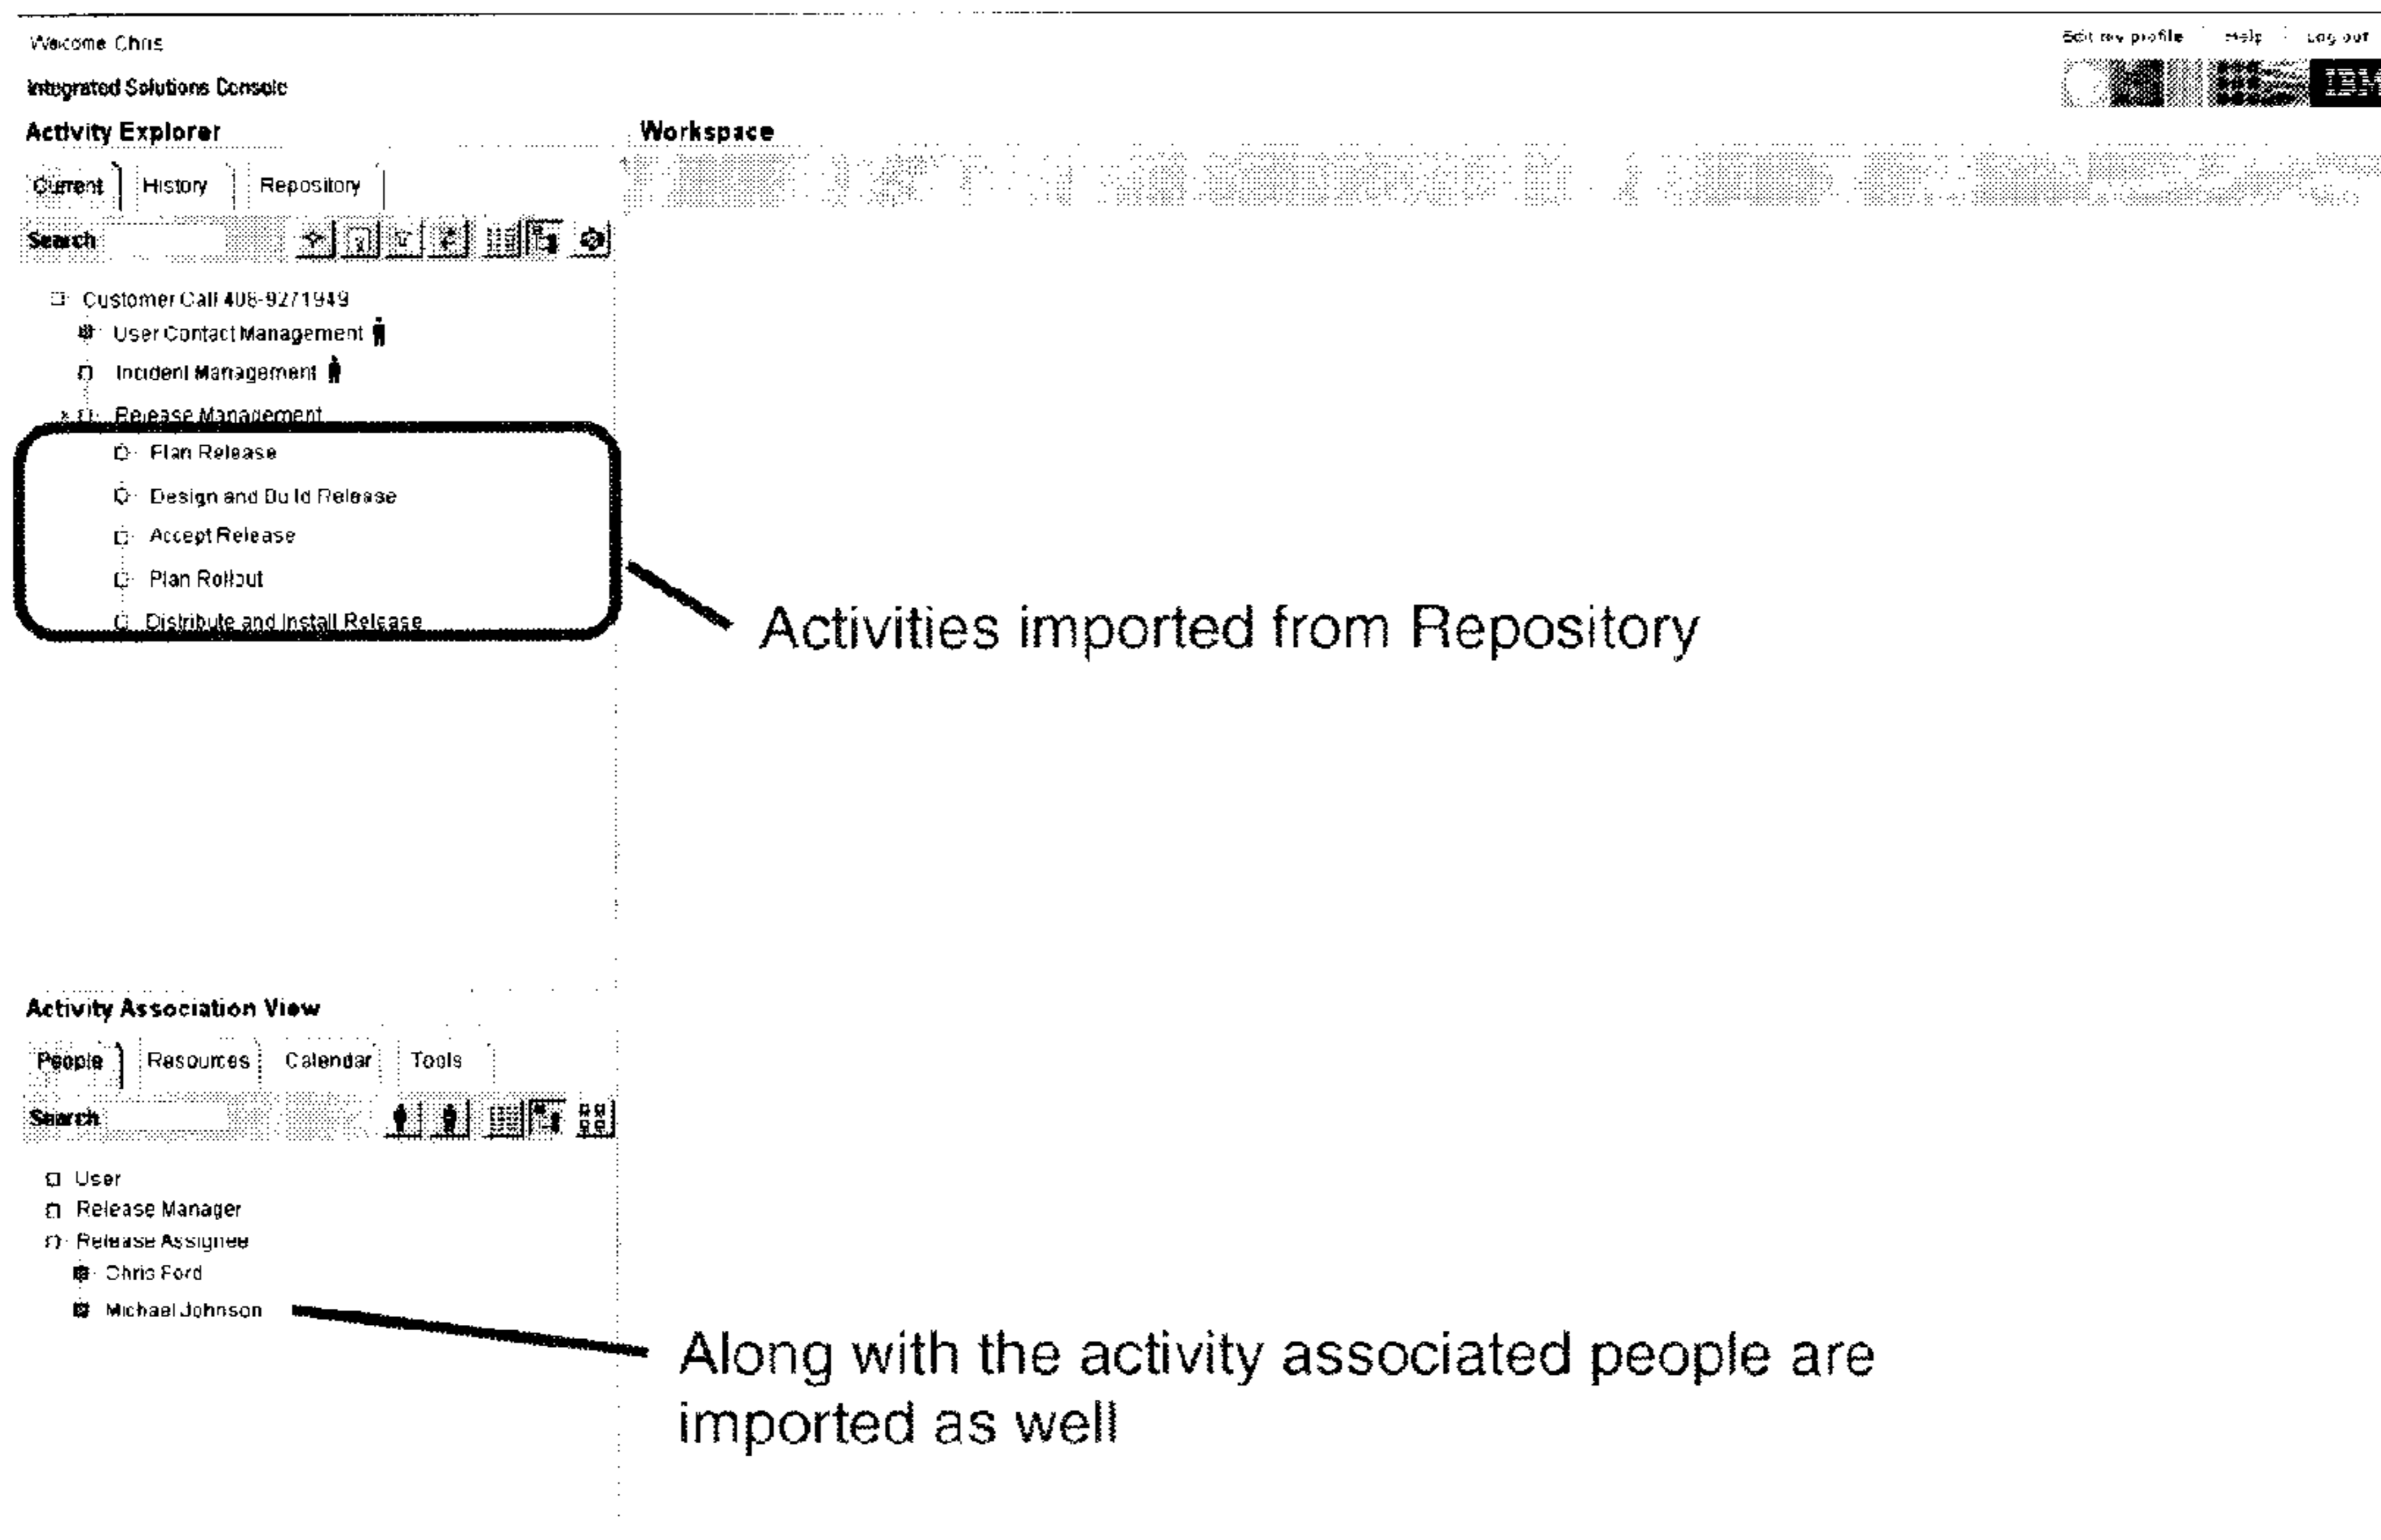 Welcome Chris
Edit my profile Help Log out
Integrated Solutions Console
IBM
Activity Explorer
Workspace
Current History Repository
Search
Customer Call 408-9271949
User Contact Management
Incident Management
Release Management
Plan Release
Design and Build Release
Accept Release
Plan Rollout
Distribute and Install Release
Activities imported from Repository
Activity Association View
People Resources Calendar Tools
Search
User
Release Manager
Release Assignee
Chris Ford
Michael Johnson
Along with the activity associated people are
imported as well